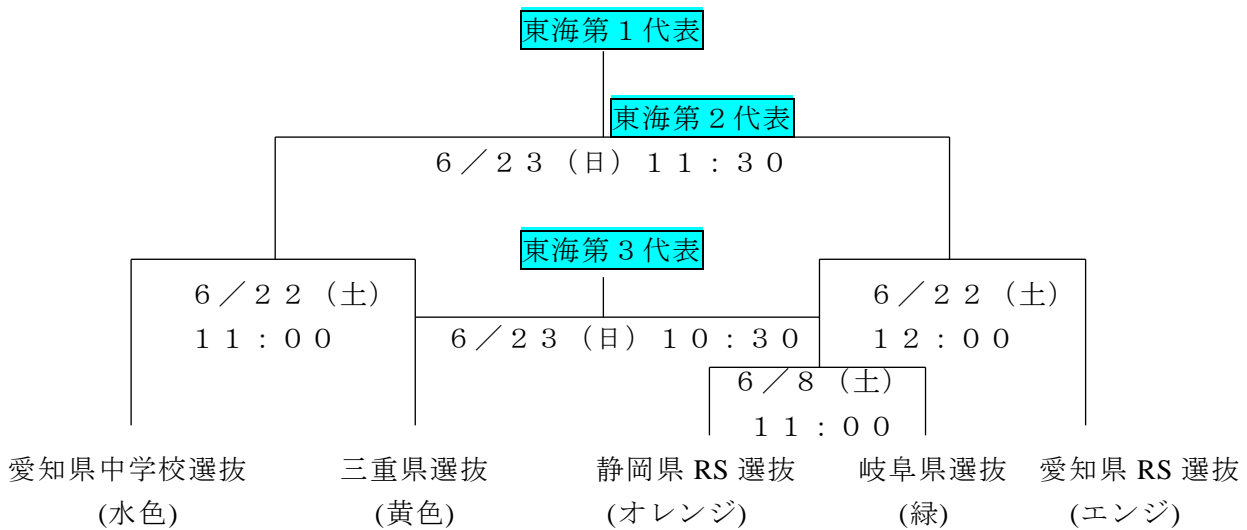 東海第１代表
東海第２代表
６／２３（日）１１：３０
東海第３代表
６／２２（土）
１１：００
６／２２（土）
１２：００
６／２３（日）１０：３０
６／８（土）
１１：００
愛知県中学校選抜 三重県選抜 静岡県 RS 選抜 岐阜県選抜 愛知県 RS 選抜
(水色) (黄色) (オレンジ) (緑) (エンジ)